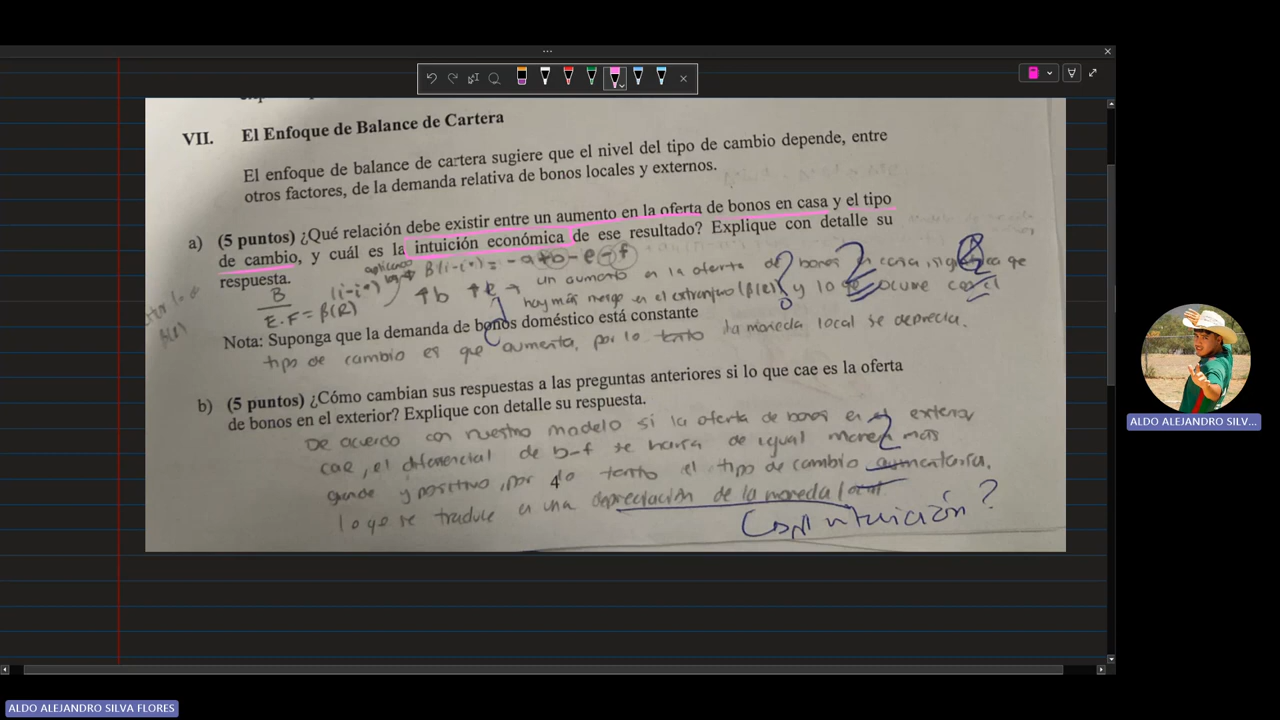 VII. El Enfoque de Balance de Cartera
El enfoque de balance de cartera sugiere que el nivel del tipo de cambio depende, entre
otros factores, de la demanda relativa de bonos locales y externos.
a) (5 puntos) ¿Qué relación debe existir entre un aumento en la oferta de bonos en casa y el tipo
de cambio, y cuál es la intuición económica de ese resultado? Explique con detalle su
respuesta.
aplicando
β(i-i*) = -a+b-e-f
B
E.F = β(R)
(i-i*)
↑b ↑e → un aumento en la oferta de bonos en casa, que
hay más riesgo en el extranjero (β(R)) y lo que ocurre con el
Nota: Suponga que la demanda de bonos doméstico está constante
tipo de cambio es que aumenta, por lo tanto la moneda local se deprecia.
b) (5 puntos) ¿Cómo cambian sus respuestas a las preguntas anteriores si lo que cae es la oferta
de bonos en el exterior? Explique con detalle su respuesta.
De acuerdo con nuestro modelo si la oferta de bonos en el exterior
cae, el diferencial de b-f se haría de igual manera más
grande y positivo, por lo tanto el tipo de cambio aumentaría,
lo que se traduce en una depreciación de la moneda local
intuición?
ALDO ALEJANDRO SILV...
ALDO ALEJANDRO SILVA FLORES